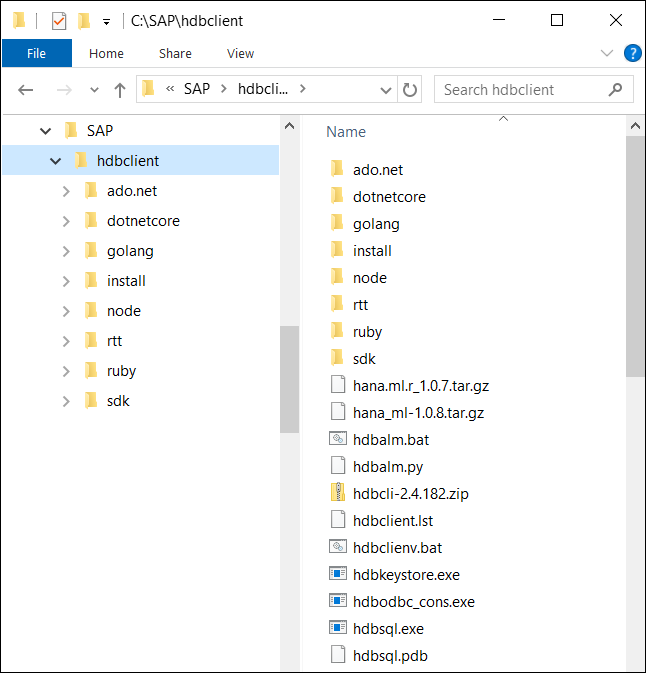 C:\SAP\hdbclient
File Home Share View
« SAP hdbcli...
Search hdbclient
SAP
hdbclient
ado.net
dotnetcore
golang
install
node
rtt
ruby
sdk
Name
ado.net
dotnetcore
golang
install
node
rtt
ruby
sdk
hana.ml.r_1.0.7.tar.gz
hana_ml-1.0.8.tar.gz
hdbalm.bat
hdbalm.py
hdbcli-2.4.182.zip
hdbclient.lst
hdbclienv.bat
hdbkeystore.exe
hdbodbc_cons.exe
hdbsql.exe
hdbsql.pdb